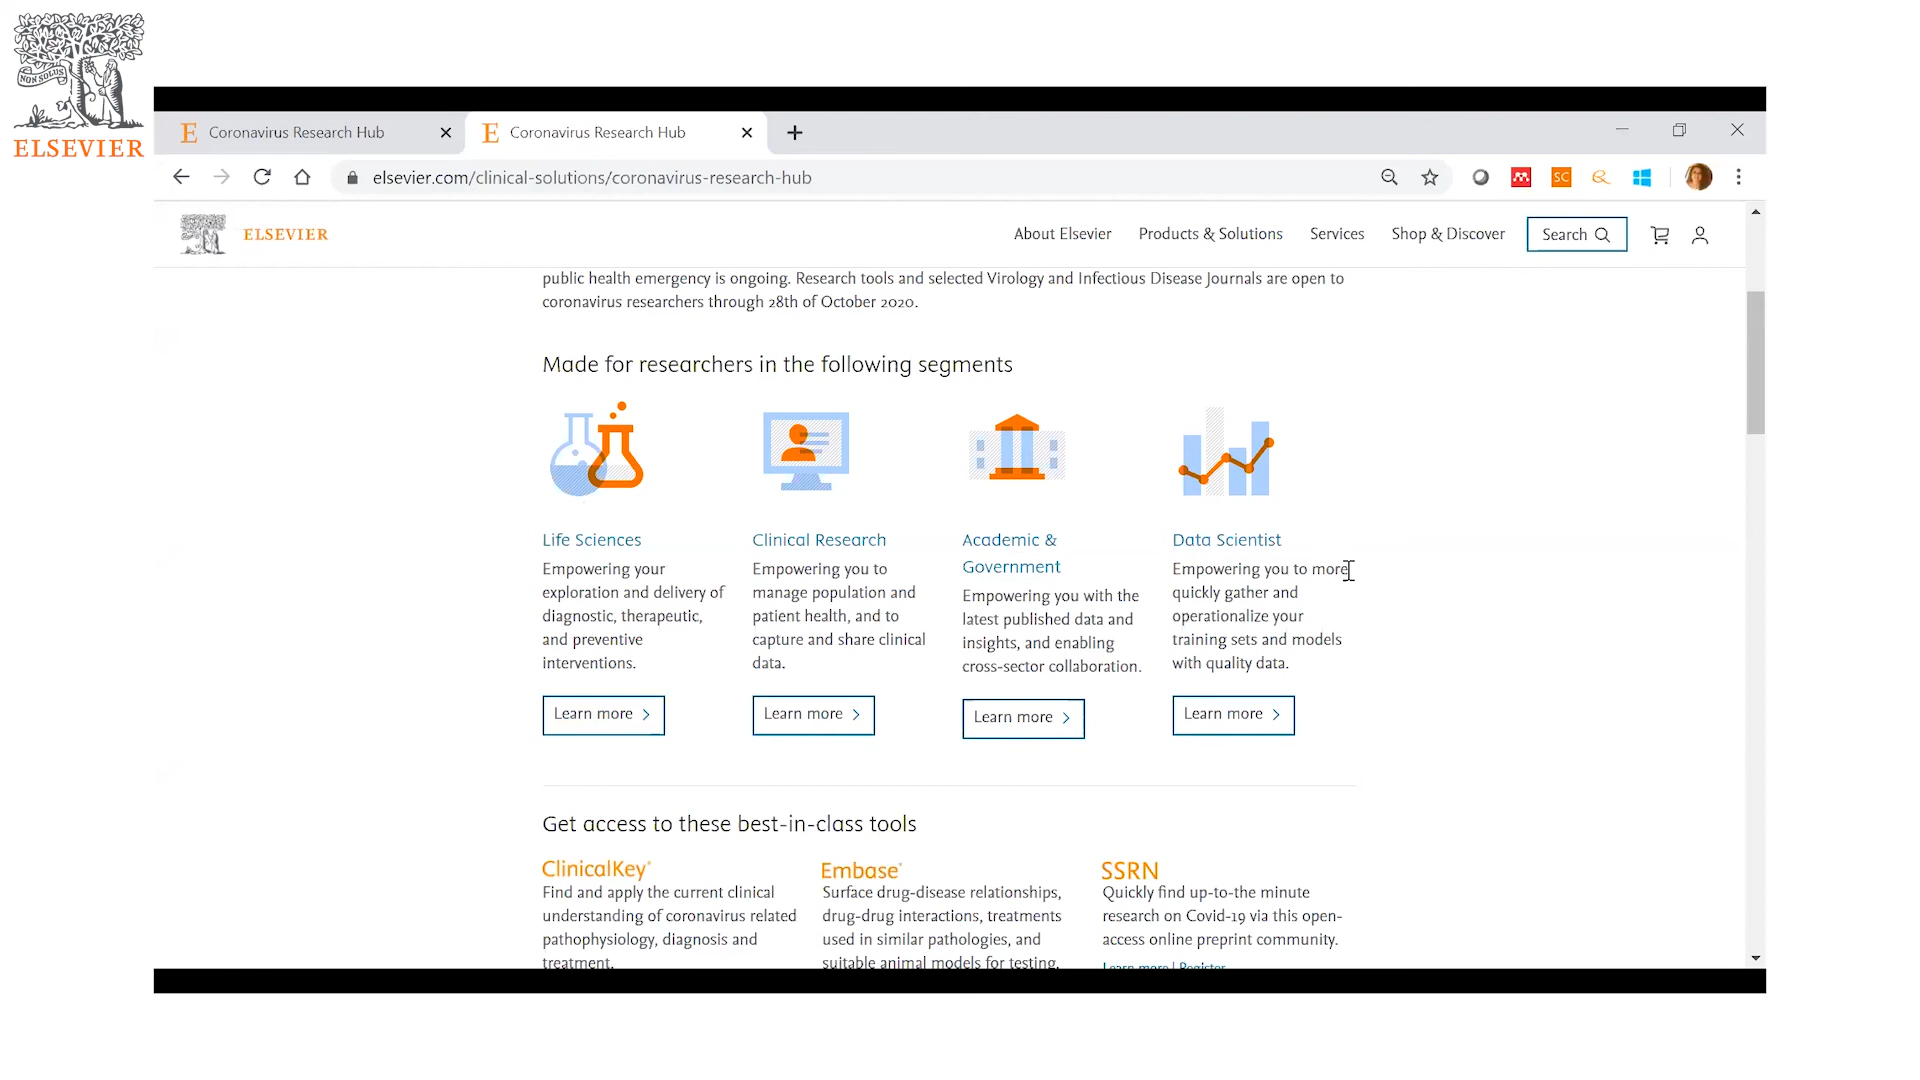 NON SOLUS
ELSEVIER
Coronavirus Research Hub
Coronavirus Research Hub
elsevier.com/clinical-solutions/coronavirus-research-hub
SC
ELSEVIER
About Elsevier
Products & Solutions
Services
Shop & Discover
Search
public health emergency is ongoing. Research tools and selected Virology and Infectious Disease Journals are open to
coronavirus researchers through 28th of October 2020.
Made for researchers in the following segments
Life Sciences
Empowering your
exploration and delivery of
diagnostic, therapeutic,
and preventive
interventions.
Learn more
Clinical Research
Empowering you to
manage population and
patient health, and to
capture and share clinical
data.
Learn more
Academic &
Government
Empowering you with the
latest published data and
insights, and enabling
cross-sector collaboration.
Learn more
Data Scientist
Empowering you to more
quickly gather and
operationalize your
training sets and models
with quality data.
Learn more
Get access to these best-in-class tools
ClinicalKey®
Find and apply the current clinical
understanding of coronavirus related
pathophysiology, diagnosis and
treatment.
Embase®
Surface drug-disease relationships,
drug-drug interactions, treatments
used in similar pathologies, and
suitable animal models for testing.
SSRN
Quickly find up-to-the minute
research on Covid-19 via this open-
access online preprint community.
Learn more | Register